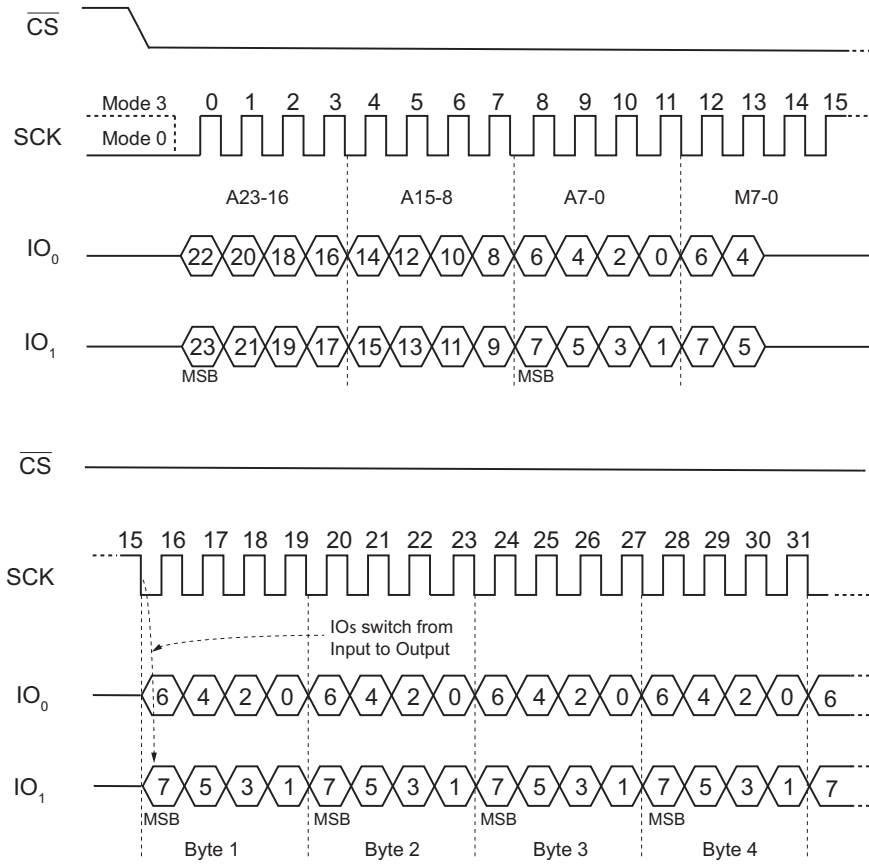 CS
Mode 3 0 1 2 3 4 5 6 7 8 9 10 11 12 13 14 15
SCK Mode 0
A23-16 A15-8 A7-0 M7-0
IO0 22 20 18 16 14 12 10 8 6 4 2 0 6 4
IO1 23 21 19 17 15 13 11 9 7 5 3 1 7 5
MSB MSB
CS
15 16 17 18 19 20 21 22 23 24 25 26 27 28 29 30 31
SCK
IOs switch from
Input to Output
IO0 6 4 2 0 6 4 2 0 6 4 2 0 6 4 2 0 6
IO1 7 5 3 1 7 5 3 1 7 5 3 1 7 5 3 1 7
MSB MSB MSB MSB
Byte 1 Byte 2 Byte 3 Byte 4